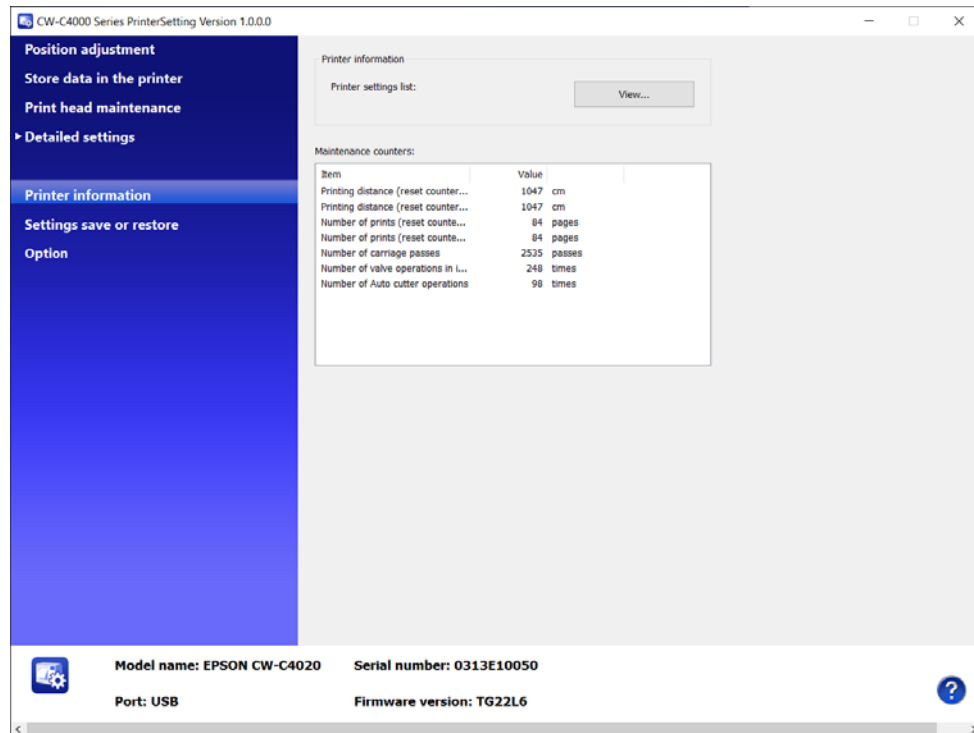 CW-C4000 Series PrinterSetting Version 1.0.0.0
Position adjustment
Store data in the printer
Print head maintenance
Detailed settings
Printer information
Settings save or restore
Option
Printer information
Printer settings list:
View...
Maintenance counters:
Item Value
Printing distance (reset counter... 1047 cm
Printing distance (reset counter... 1047 cm
Number of prints (reset counte... 84 pages
Number of prints (reset counte... 84 pages
Number of carriage passes 2535 passes
Number of valve operations in i... 248 times
Number of Auto cutter operations 98 times
Model name: EPSON CW-C4020 Serial number: 0313E10050
Port: USB Firmware version: TG22L6
?